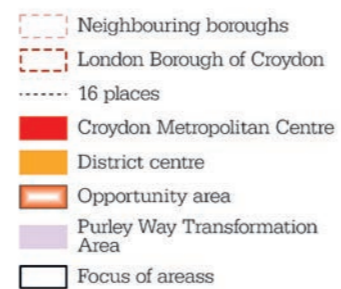 Neighbouring boroughs
London Borough of Croydon
16 places
Croydon Metropolitan Centre
District centre
Opportunity area
Purley Way Transformation
Area
Focus of areass